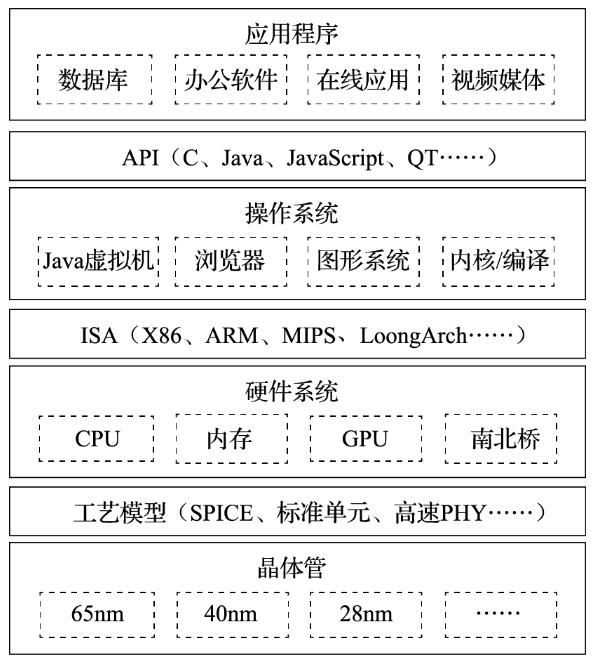 应用程序
数据库 办公软件 在线应用 视频媒体
API（C、Java、JavaScript、QT……）
操作系统
Java虚拟机 浏览器 图形系统 内核/编译
ISA（X86、ARM、MIPS、LoongArch……）
硬件系统
CPU 内存 GPU 南北桥
工艺模型（SPICE、标准单元、高速PHY……）
晶体管
65nm 40nm 28nm ……